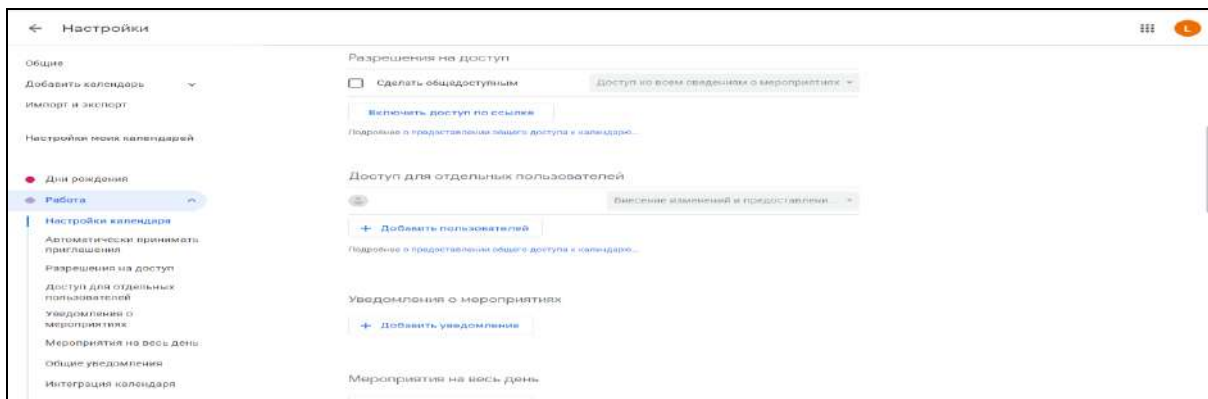 Настройки
L
Общие
Добавить календарь
Импорт и экспорт
Настройки моих календарей
Дни рождения
Работа
Настройки календаря
Автоматически принимать
приглашения
Разрешения на доступ
Доступ для отдельных
пользователей
Уведомления о
мероприятиях
Мероприятия на весь день
Общие уведомления
Интеграция календаря
Разрешения на доступ
Сделать общедоступным
Доступ ко всем сведениям о мероприятиях
Включить доступ по ссылке
Подробнее о предоставлении общего доступа к календарю...
Доступ для отдельных пользователей
Внесение изменений и предоставлени...
+ Добавить пользователей
Подробнее о предоставлении общего доступа к календарю...
Уведомления о мероприятиях
+ Добавить уведомление
Мероприятия на весь день